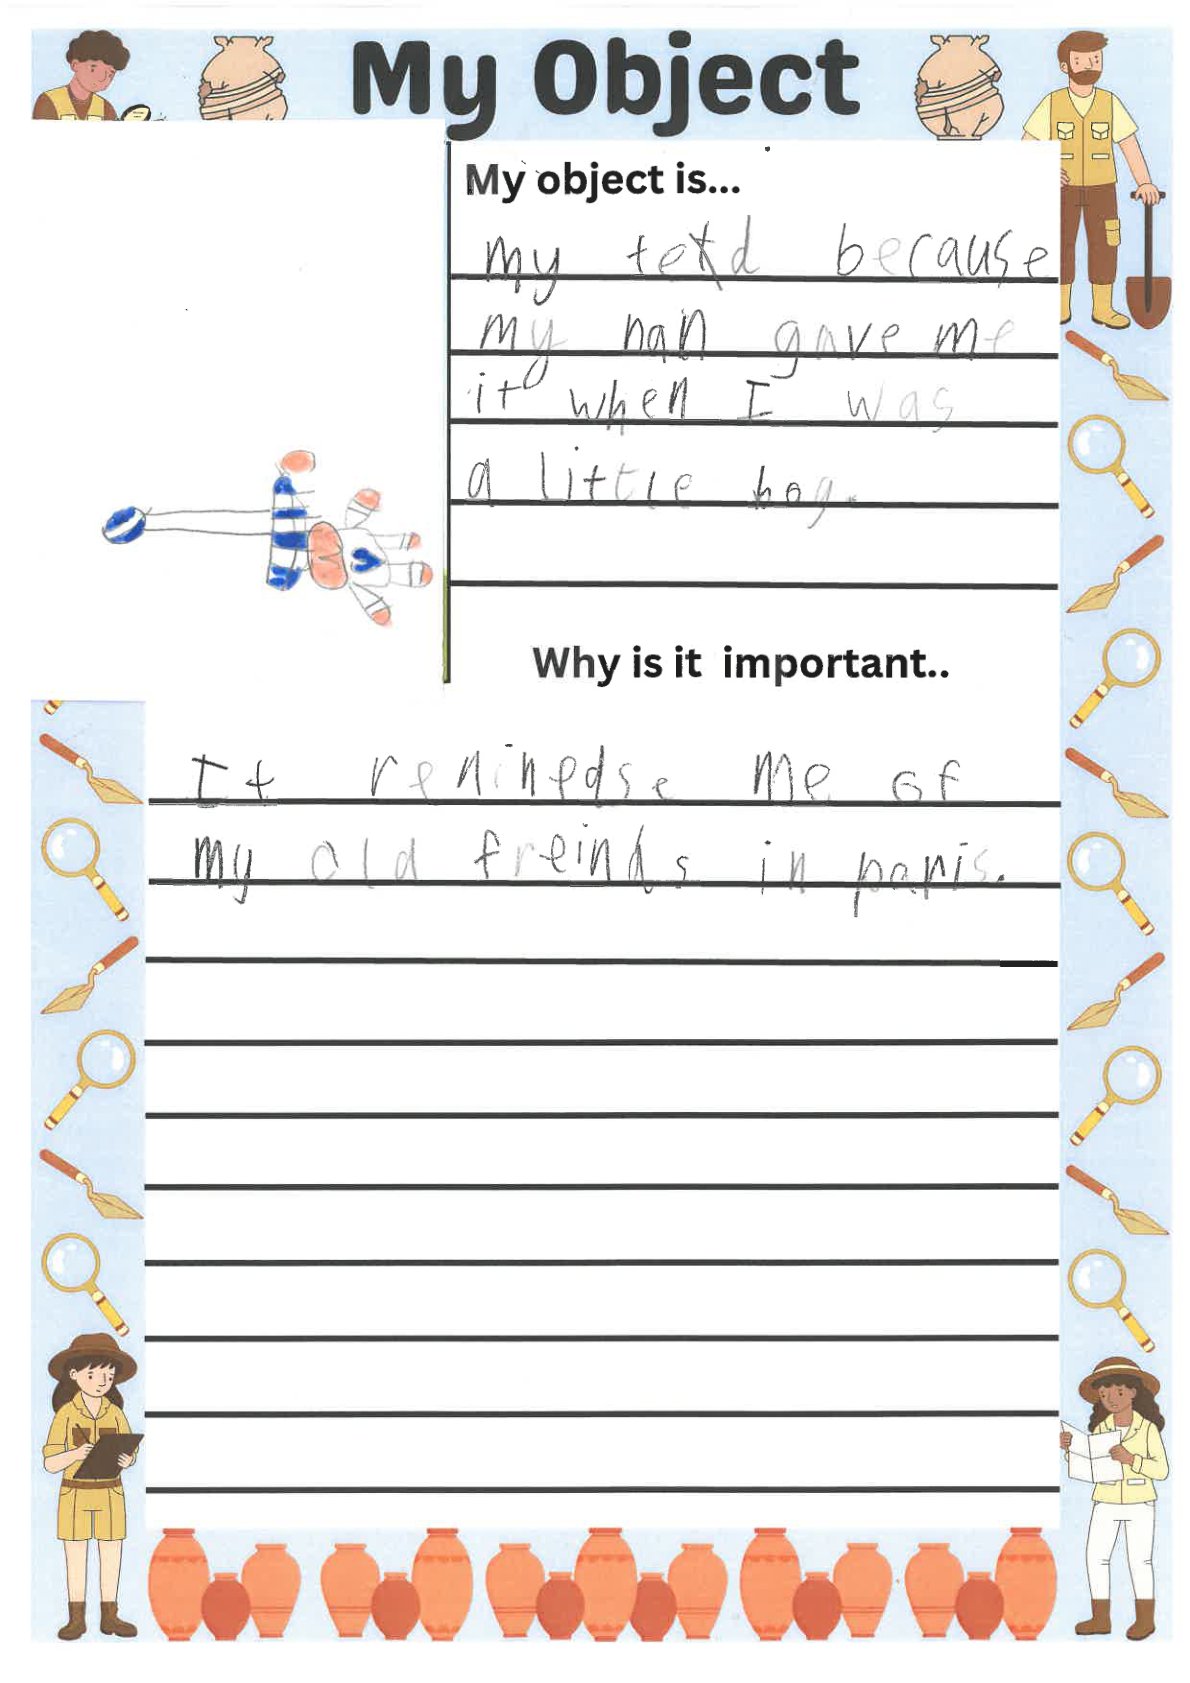 My Object
My object is...
my tetd because
my nan gave me
it when I was
a little boy.
Why is it important..
It reninedse me of
my old freinds in paris.